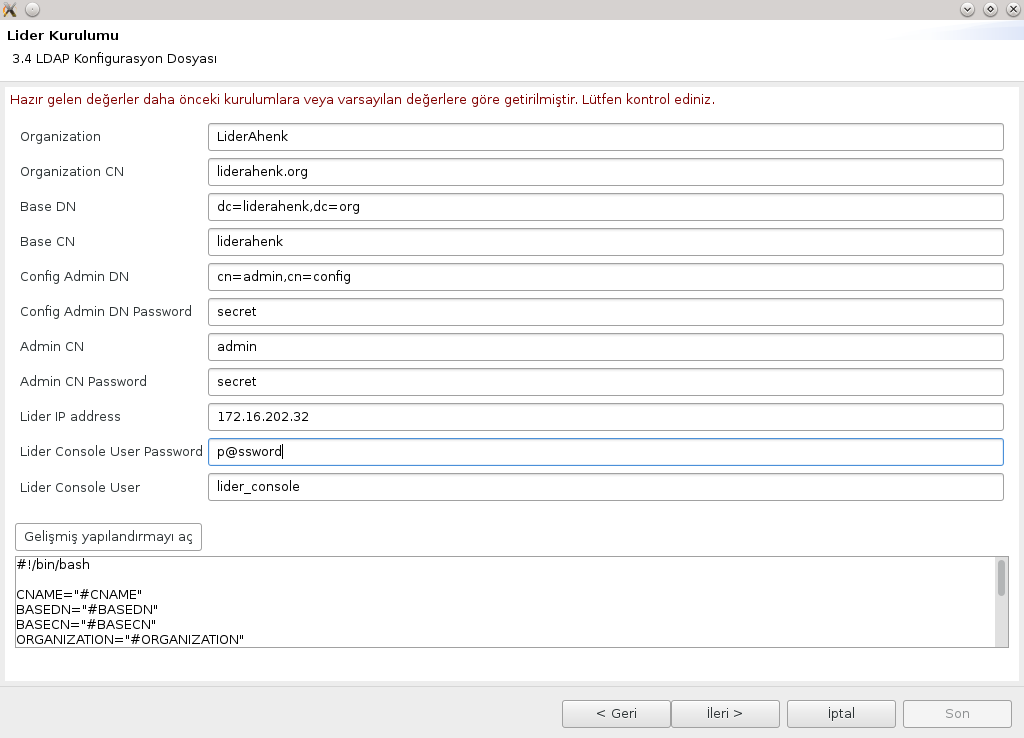 Lider Kurulumu
3.4 LDAP Konfigurasyon Dosyası
Hazır gelen değerler daha önceki kurulumlara veya varsayılan değerlere göre getirilmiştir. Lütfen kontrol ediniz.
Organization LiderAhenk
Organization CN liderahenk.org
Base DN dc=liderahenk,dc=org
Base CN liderahenk
Config Admin DN cn=admin,cn=config
Config Admin DN Password secret
Admin CN admin
Admin CN Password secret
Lider IP address 172.16.202.32
Lider Console User Password p@ssword
Lider Console User lider_console
Gelişmiş yapılandırmayı aç
#!/bin/bash
CNAME="#CNAME"
BASEDN="#BASEDN"
BASECN="#BASECN"
ORGANIZATION="#ORGANIZATION"
< Geri İleri > İptal Son